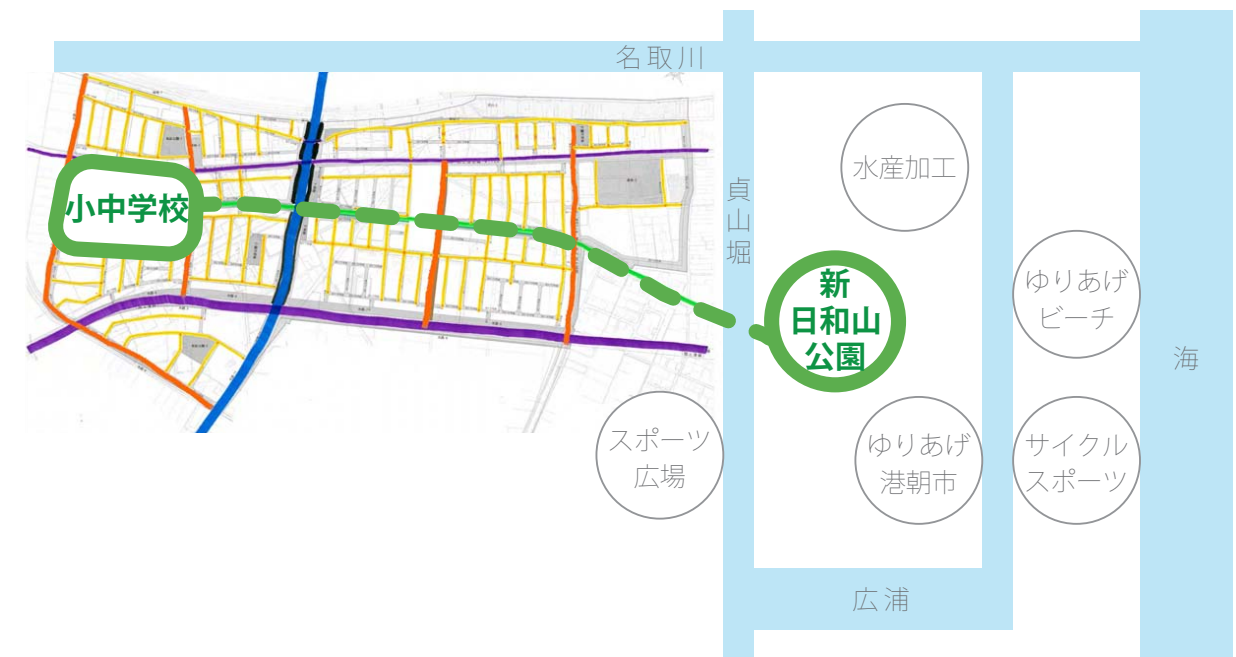 名取川
水産加工
貞山堀
小中学校
新
日和山
公園
ゆりあげ
ビーチ
海
スポーツ
広場
ゆりあげ
港朝市
サイクル
スポーツ
広浦